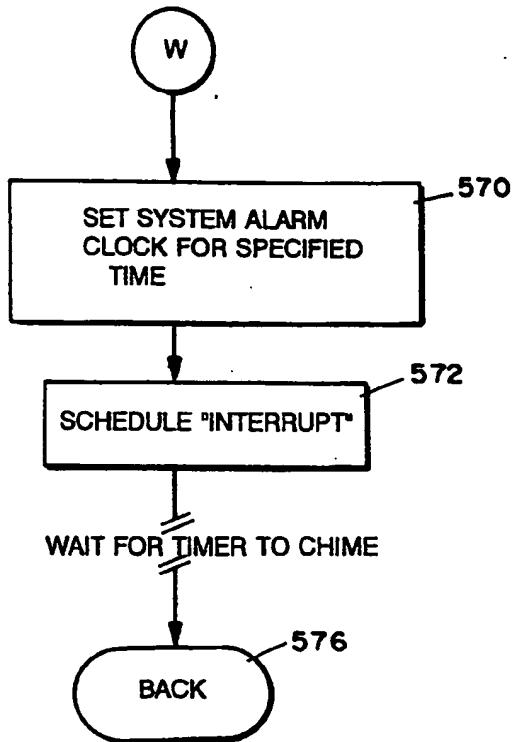 W
570
SET SYSTEM ALARM
CLOCK FOR SPECIFIED
TIME
572
SCHEDULE "INTERRUPT"
WAIT FOR TIMER TO CHIME
576
BACK